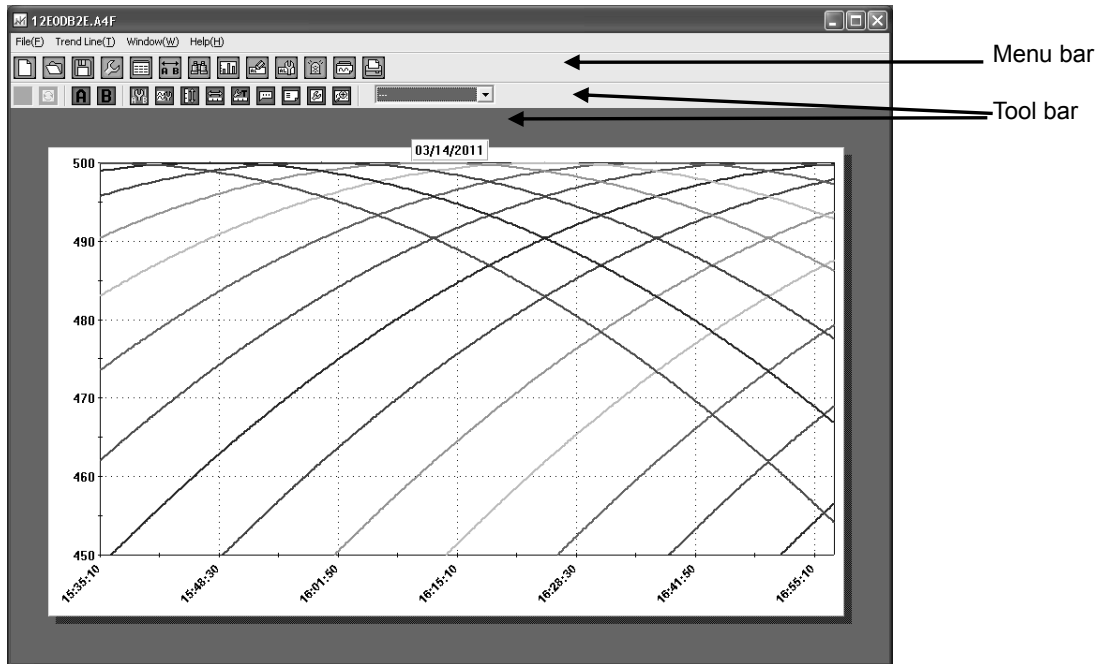 12E0DB2E.A4F
File(F) Trend Line(T) Window(W) Help(H)
Menu bar
A B
A B
...
Tool bar
03/14/2011
500
490
480
470
460
450
15:35:10 15:48:30 16:01:50 16:15:10 16:28:30 16:41:50 16:55:10